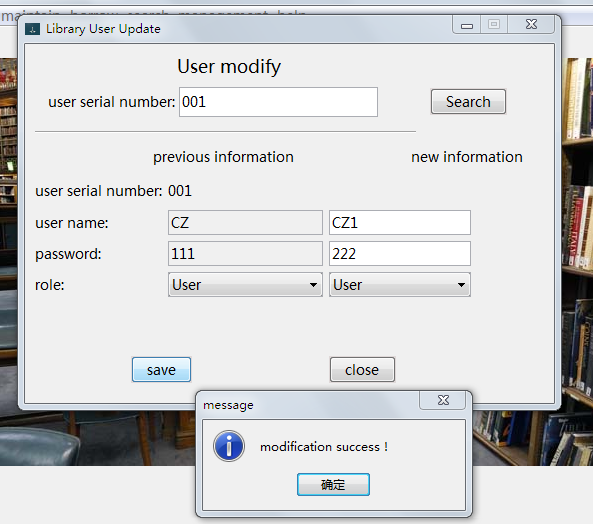 maintain borrow search management help
Library User Update
User modify
user serial number: 001
Search
previous information new information
user serial number: 001
user name: CZ CZ1
password: 111 222
role: User User
save close
message
modification success !
确定